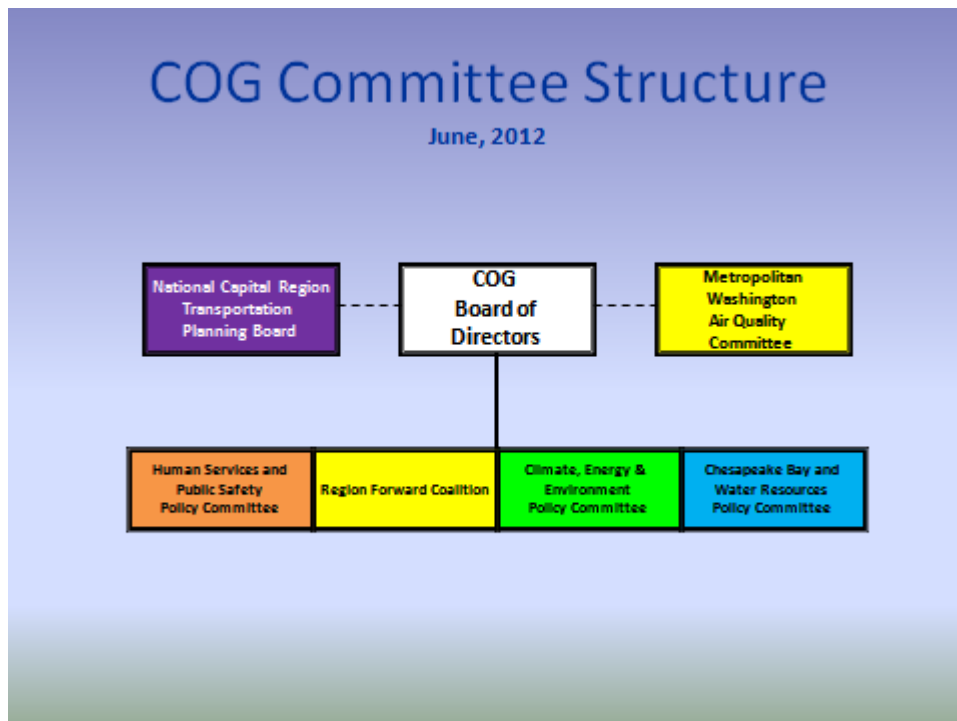 COG Committee Structure
June, 2012
National Capital Region
Transportation
Planning Board
COG
Board of
Directors
Metropolitan
Washington
Air Quality
Committee
Human Services and
Public Safety
Policy Committee
Region Forward Coalition
Climate, Energy &
Environment
Policy Committee
Chesapeake Bay and
Water Resources
Policy Committee